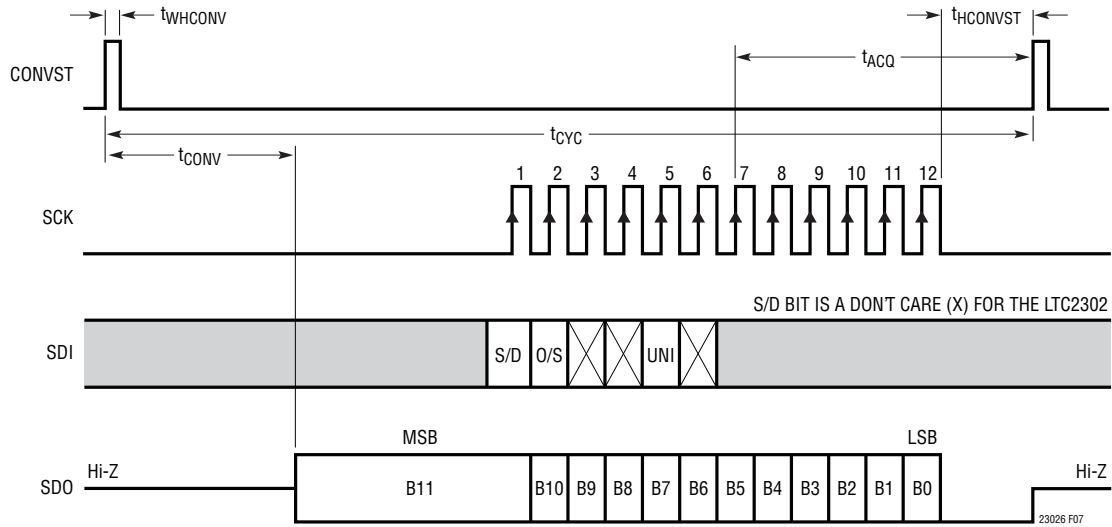 tWHCONV
tHCONVST
CONVST
tACQ
tCYC
tCONV
1 2 3 4 5 6 7 8 9 10 11 12
SCK
S/D BIT IS A DON'T CARE (X) FOR THE LTC2302
SDI
S/D O/S UNI
MSB LSB
Hi-Z Hi-Z
SDO
B11 B10 B9 B8 B7 B6 B5 B4 B3 B2 B1 B0
23026 F07